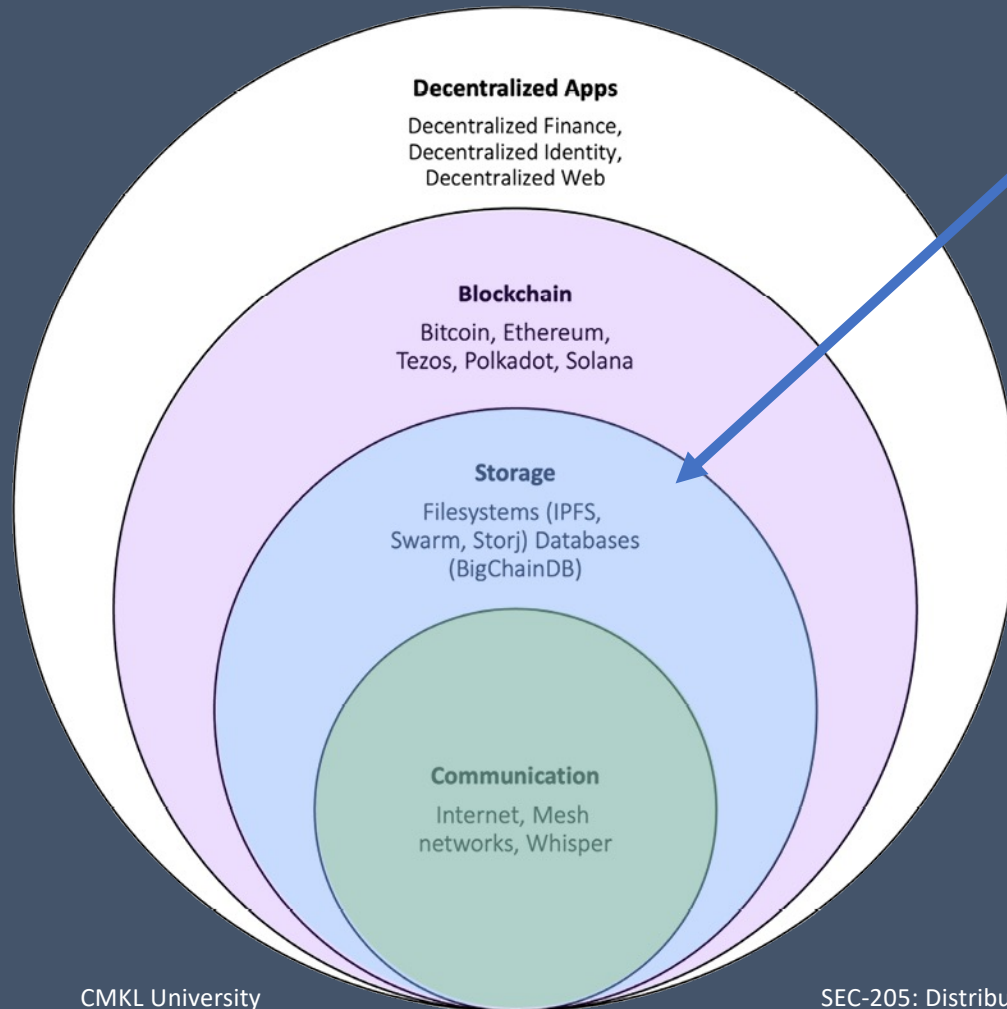 Decentralized Apps
Decentralized Finance,
Decentralized Identity,
Decentralized Web
Blockchain
Bitcoin, Ethereum,
Tezos, Polkadot, Solana
Storage
Filesystems (IPFS,
Swarm, Storj) Databases
(BigChainDB)
Communication
Internet, Mesh
networks, Whisper
CMKL University
SEC-205: Distribu